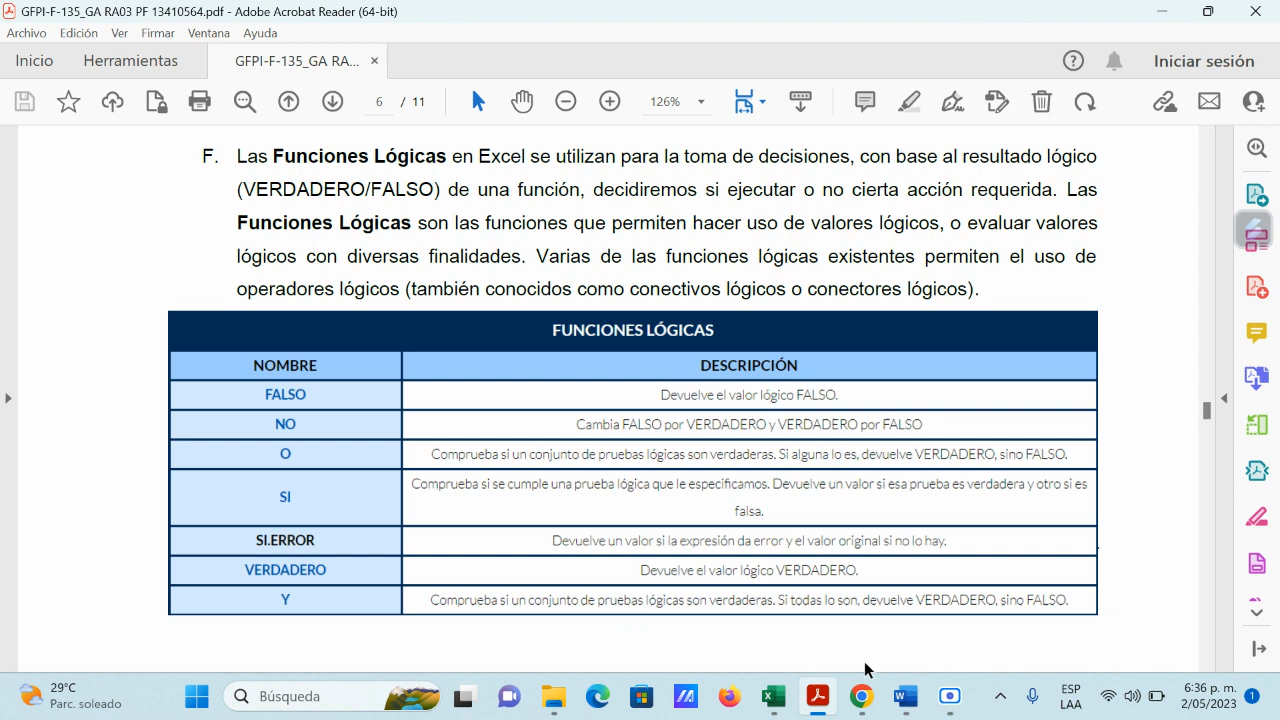 GFPI-F-135_GA RA03 PF 13410564.pdf - Adobe Acrobat Reader (64-bit)
Archivo Edición Ver Firmar Ventana Ayuda
Inicio Herramientas GFPI-F-135_GA RA... × Iniciar sesión
6 / 11 126%
F. Las Funciones Lógicas en Excel se utilizan para la toma de decisiones, con base al resultado lógico
(VERDADERO/FALSO) de una función, decidiremos si ejecutar o no cierta acción requerida. Las
Funciones Lógicas son las funciones que permiten hacer uso de valores lógicos, o evaluar valores
lógicos con diversas finalidades. Varias de las funciones lógicas existentes permiten el uso de
operadores lógicos (también conocidos como conectivos lógicos o conectores lógicos).
FUNCIONES LÓGICAS
NOMBRE DESCRIPCIÓN
FALSO Devuelve el valor lógico FALSO.
NO Cambia FALSO por VERDADERO y VERDADERO por FALSO
O Comprueba si un conjunto de pruebas lógicas son verdaderas. Si alguna lo es, devuelve VERDADERO, sino FALSO.
SI Comprueba si se cumple una prueba lógica que le especificamos. Devuelve un valor si esa prueba es verdadera y otro si es
falsa.
SI.ERROR Devuelve un valor si la expresión da error y el valor original si no lo hay.
VERDADERO Devuelve el valor lógico VERDADERO.
Y Comprueba si un conjunto de pruebas lógicas son verdaderas. Si todas lo son, devuelve VERDADERO, sino FALSO.
29°C
Parc. soleado
Búsqueda
ESP
LAA
6:36 p. m.
2/05/2023
1